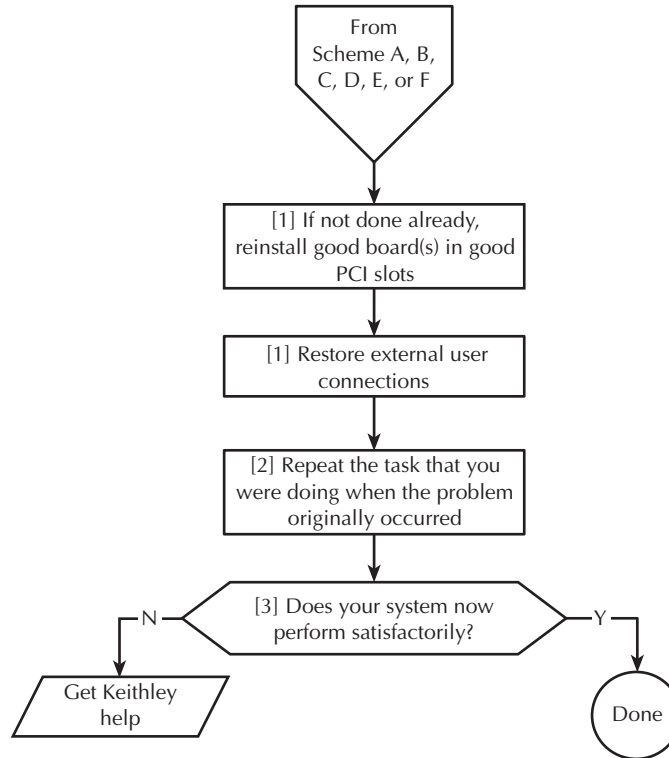 From
Scheme A, B,
C, D, E, or F
[1] If not done already,
reinstall good board(s) in good
PCI slots
[1] Restore external user
connections
[2] Repeat the task that you
were doing when the problem
originally occurred
[3] Does your system now
perform satisfactorily?
N
Y
Get Keithley
help
Done